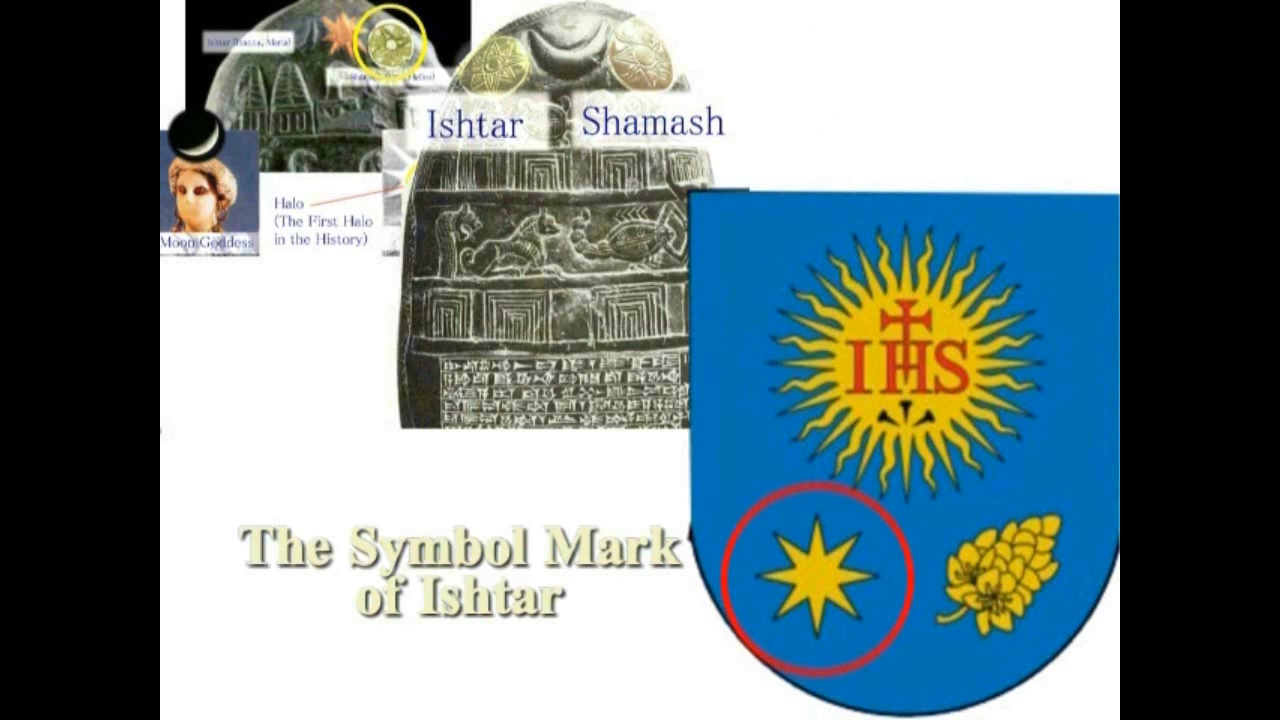 Ishtar
Shamash
Halo
(The First Halo
in the History)
Moon Goddess
IHS
The Symbol Mark
of Ishtar